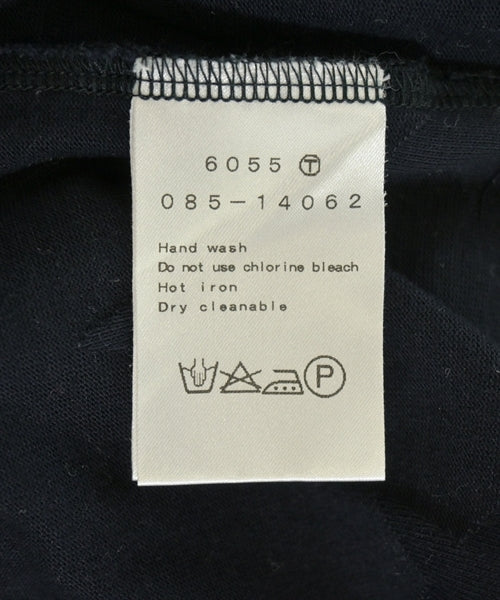 6055 Ⓣ
085-14062
Hand wash
Do not use chlorine bleach
Hot iron
Dry cleanable
P